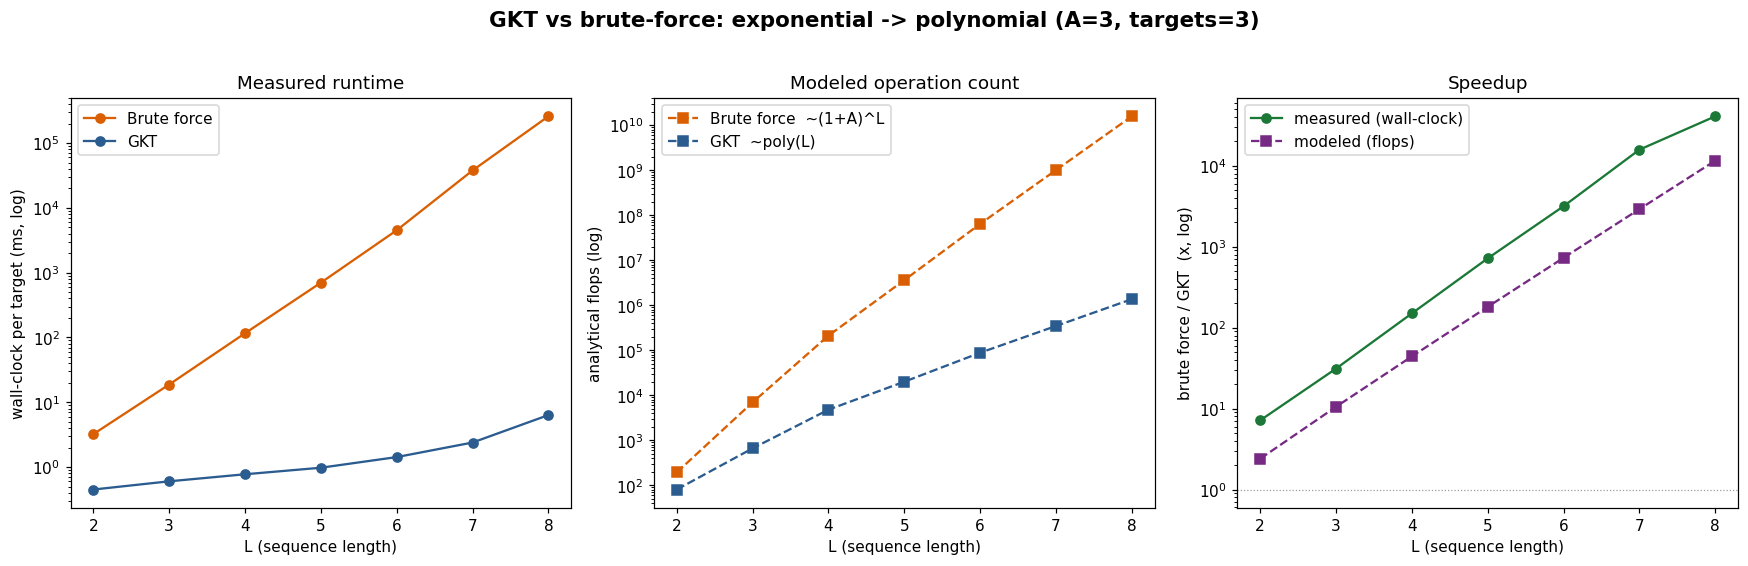 GKT vs brute-force: exponential -> polynomial (A=3, targets=3)
Measured runtime
Brute force
GKT
wall-clock per target (ms, log)
10^5
10^4
10^3
10^2
10^1
10^0
2 3 4 5 6 7 8
L (sequence length)
Modeled operation count
Brute force ~(1+A)^L
GKT ~poly(L)
analytical flops (log)
10^10
10^9
10^8
10^7
10^6
10^5
10^4
10^3
10^2
2 3 4 5 6 7 8
L (sequence length)
Speedup
measured (wall-clock)
modeled (flops)
brute force / GKT (x, log)
10^4
10^3
10^2
10^1
10^0
2 3 4 5 6 7 8
L (sequence length)